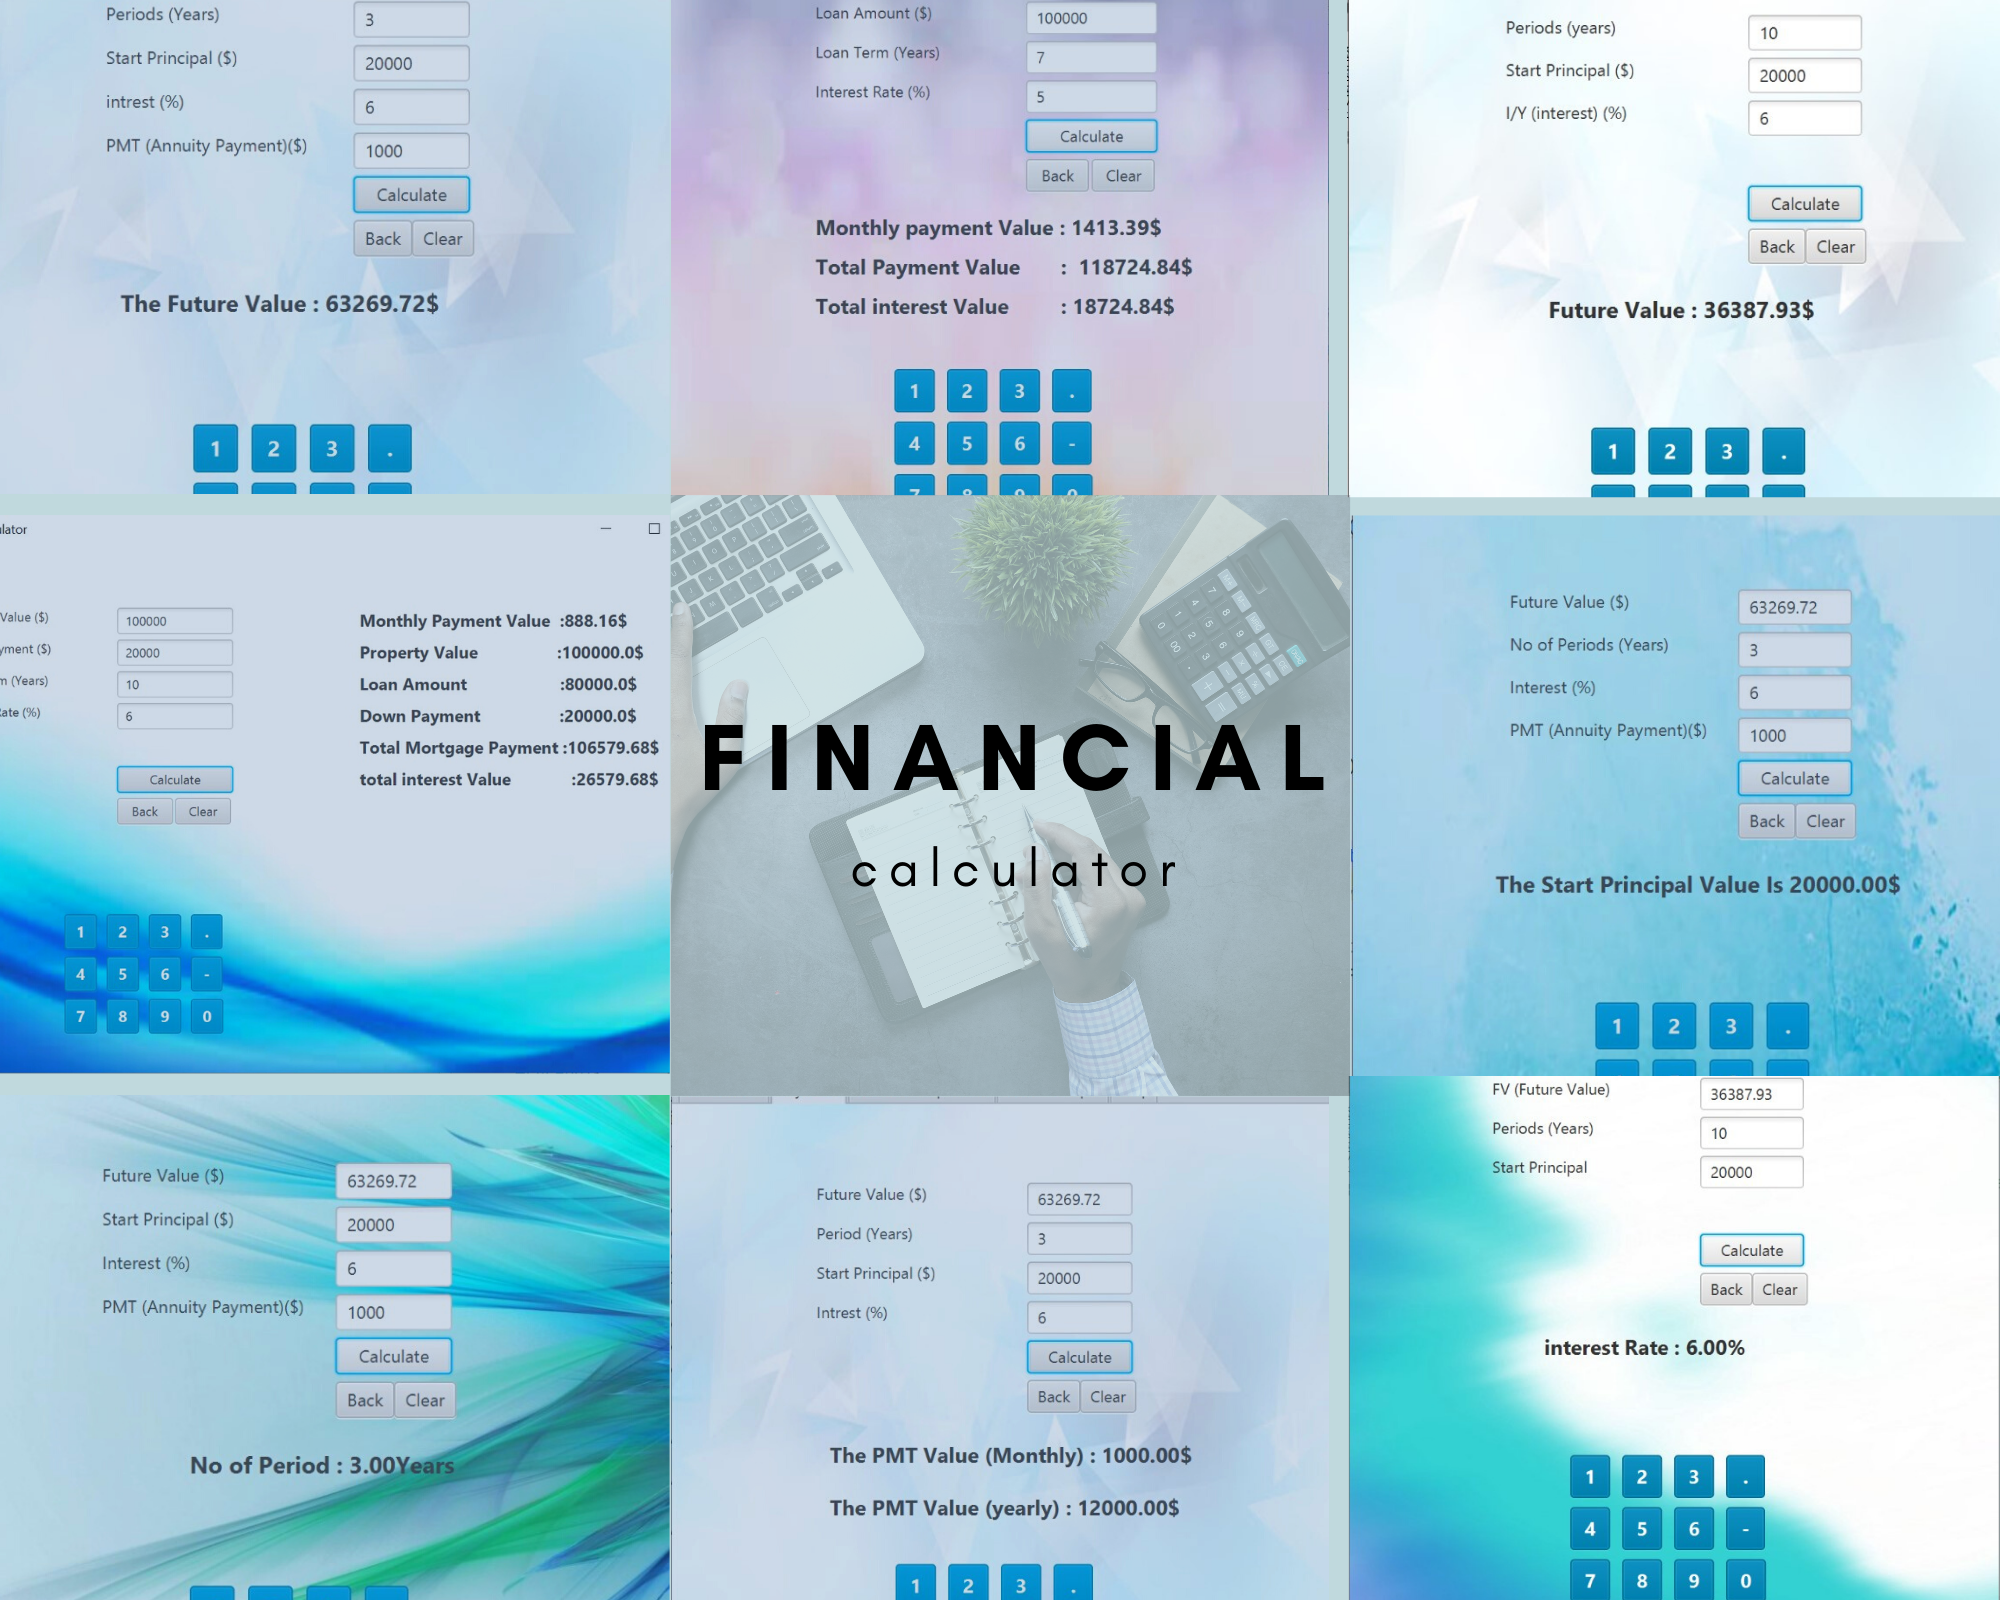 Periods (Years)
3
Start Principal ($)
20000
intrest (%)
6
PMT (Annuity Payment)($)
1000
Calculate
Back Clear
The Future Value : 63269.72$
1 2 3 .
Loan Amount ($)
100000
Loan Term (Years)
7
Interest Rate (%)
5
Calculate
Back Clear
Monthly payment Value : 1413.39$
Total Payment Value : 118724.84$
Total interest Value : 18724.84$
1 2 3 .
4 5 6 -
7 8 9 0
Periods (years)
10
Start Principal ($)
20000
I/Y (interest) (%)
6
Calculate
Back Clear
Future Value : 36387.93$
1 2 3 .
ulator
Value ($)
100000
yment ($)
20000
m (Years)
10
ate (%)
6
Calculate
Back Clear
Monthly Payment Value :888.16$
Property Value :100000.0$
Loan Amount :80000.0$
Down Payment :20000.0$
Total Mortgage Payment :106579.68$
total interest Value :26579.68$
1 2 3 .
4 5 6 -
7 8 9 0
FINANCIAL
calculator
Future Value ($)
63269.72
No of Periods (Years)
3
Interest (%)
6
PMT (Annuity Payment)($)
1000
Calculate
Back Clear
The Start Principal Value Is 20000.00$
1 2 3 .
Future Value ($)
63269.72
Start Principal ($)
20000
Interest (%)
6
PMT (Annuity Payment)($)
1000
Calculate
Back Clear
No of Period : 3.00Years
Future Value ($)
63269.72
Period (Years)
3
Start Principal ($)
20000
Intrest (%)
6
Calculate
Back Clear
The PMT Value (Monthly) : 1000.00$
The PMT Value (yearly) : 12000.00$
1 2 3 .
FV (Future Value)
36387.93
Periods (Years)
10
Start Principal
20000
Calculate
Back Clear
interest Rate : 6.00%
1 2 3 .
4 5 6 -
7 8 9 0